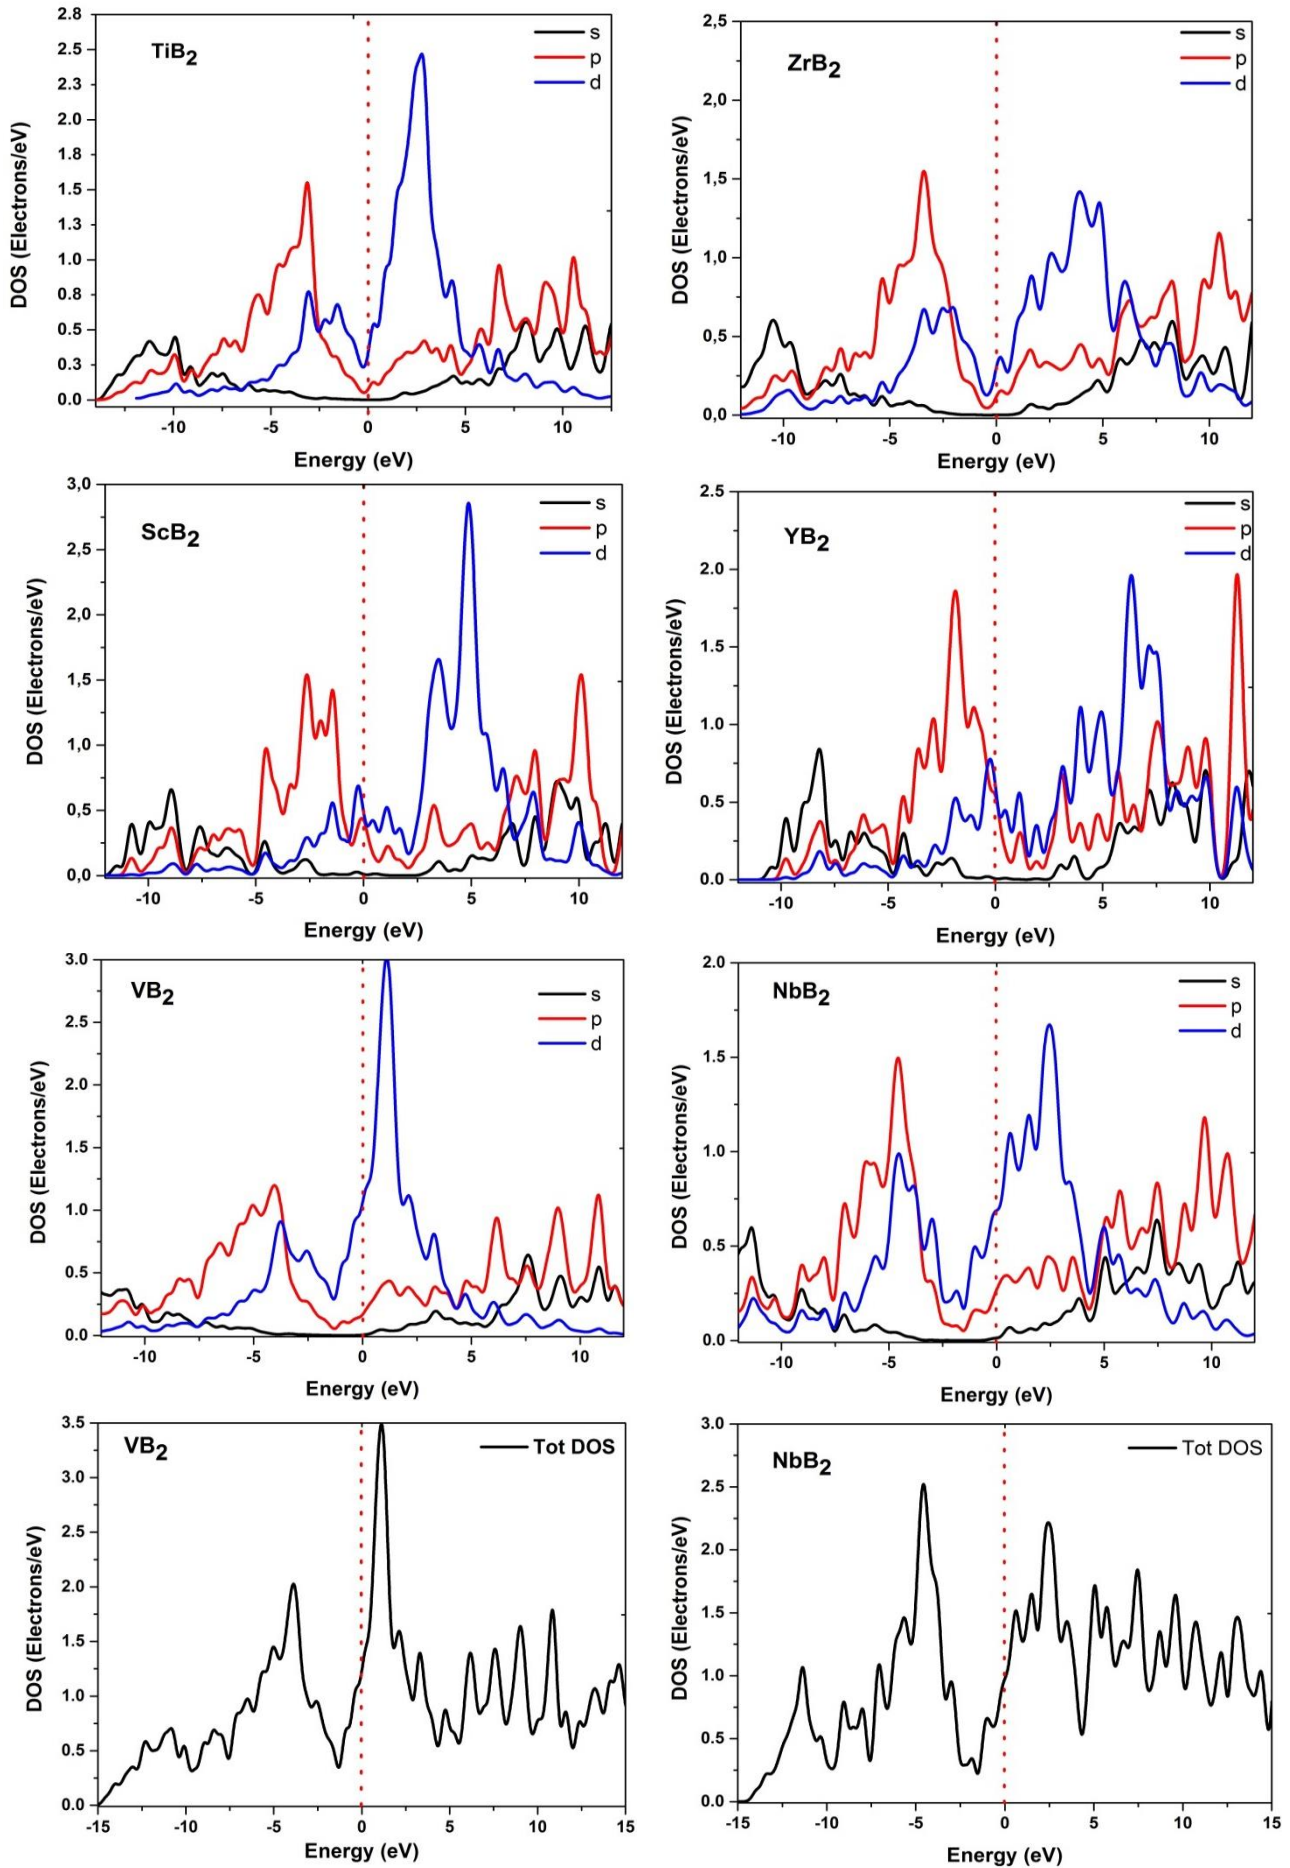 TiB2
s
p
d
DOS (Electrons/eV)
2.8
2.5
2.3
2.0
1.8
1.5
1.3
1.0
0.8
0.5
0.3
0.0
-10 -5 0 5 10
Energy (eV)
ZrB2
s
p
d
DOS (Electrons/eV)
2,5
2,0
1,5
1,0
0,5
0,0
-10 -5 0 5 10
Energy (eV)
ScB2
s
p
d
DOS (Electrons/eV)
3,0
2,5
2,0
1,5
1,0
0,5
0,0
-10 -5 0 5 10
Energy (eV)
YB2
s
p
d
DOS (Electrons/eV)
2.5
2.0
1.5
1.0
0.5
0.0
-10 -5 0 5 10
Energy (eV)
VB2
s
p
d
DOS (Electrons/eV)
3.0
2.5
2.0
1.5
1.0
0.5
0.0
-10 -5 0 5 10
Energy (eV)
NbB2
s
p
d
DOS (Electrons/eV)
2.0
1.5
1.0
0.5
0.0
-10 -5 0 5 10
Energy (eV)
VB2
Tot DOS
DOS (Electrons/eV)
3.5
3.0
2.5
2.0
1.5
1.0
0.5
0.0
-15 -10 -5 0 5 10 15
Energy (eV)
NbB2
Tot DOS
DOS (Electrons/eV)
3.0
2.5
2.0
1.5
1.0
0.5
0.0
-15 -10 -5 0 5 10 15
Energy (eV)